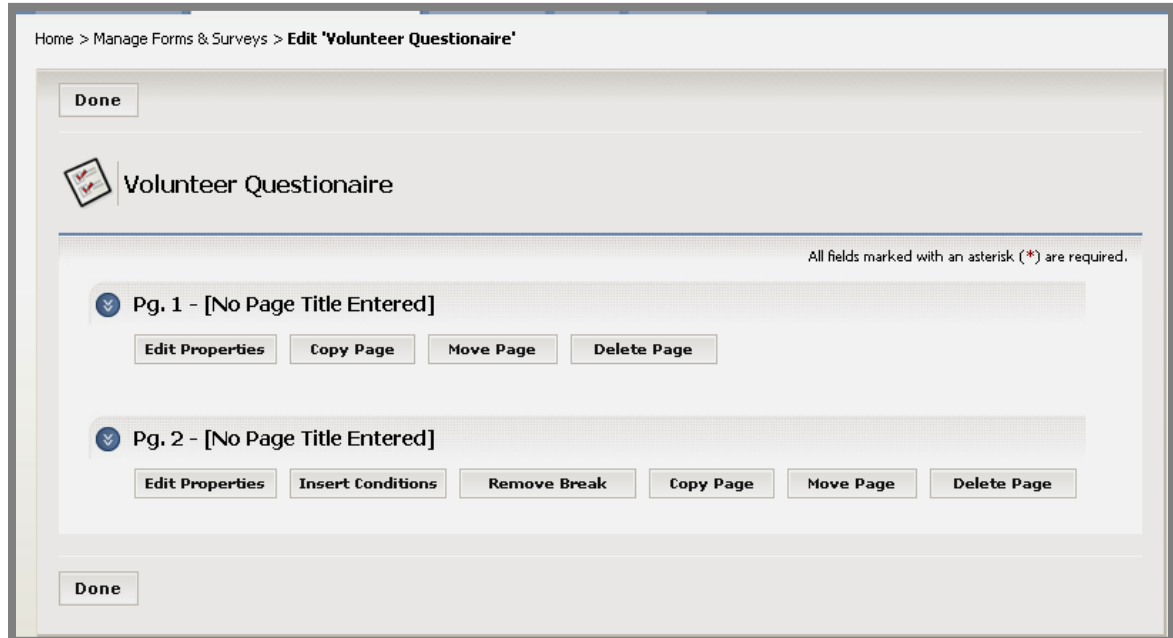 Home > Manage Forms & Surveys > Edit 'Volunteer Questionaire'
Done
Volunteer Questionaire
All fields marked with an asterisk (*) are required.
Pg. 1 - [No Page Title Entered]
Edit Properties Copy Page Move Page Delete Page
Pg. 2 - [No Page Title Entered]
Edit Properties Insert Conditions Remove Break Copy Page Move Page Delete Page
Done